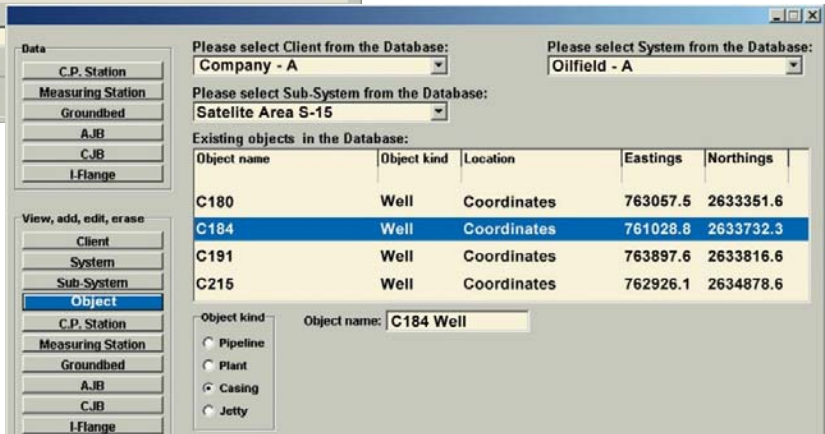 Data
C.P. Station
Measuring Station
Groundbed
AJB
CJB
I-Flange
View, add, edit, erase
Client
System
Sub-System
Object
C.P. Station
Measuring Station
Groundbed
AJB
CJB
I-Flange
Please select Client from the Database:
Company - A
Please select System from the Database:
Oilfield - A
Please select Sub-System from the Database:
Satelite Area S-15
Existing objects in the Database:
Object name Object kind Location Eastings Northings
C180 Well Coordinates 763057.5 2633351.6
C184 Well Coordinates 761028.8 2633732.3
C191 Well Coordinates 763897.6 2633816.6
C215 Well Coordinates 762926.1 2634878.6
Object kind
Pipeline
Plant
Casing
Jetty
Object name: C184 Well